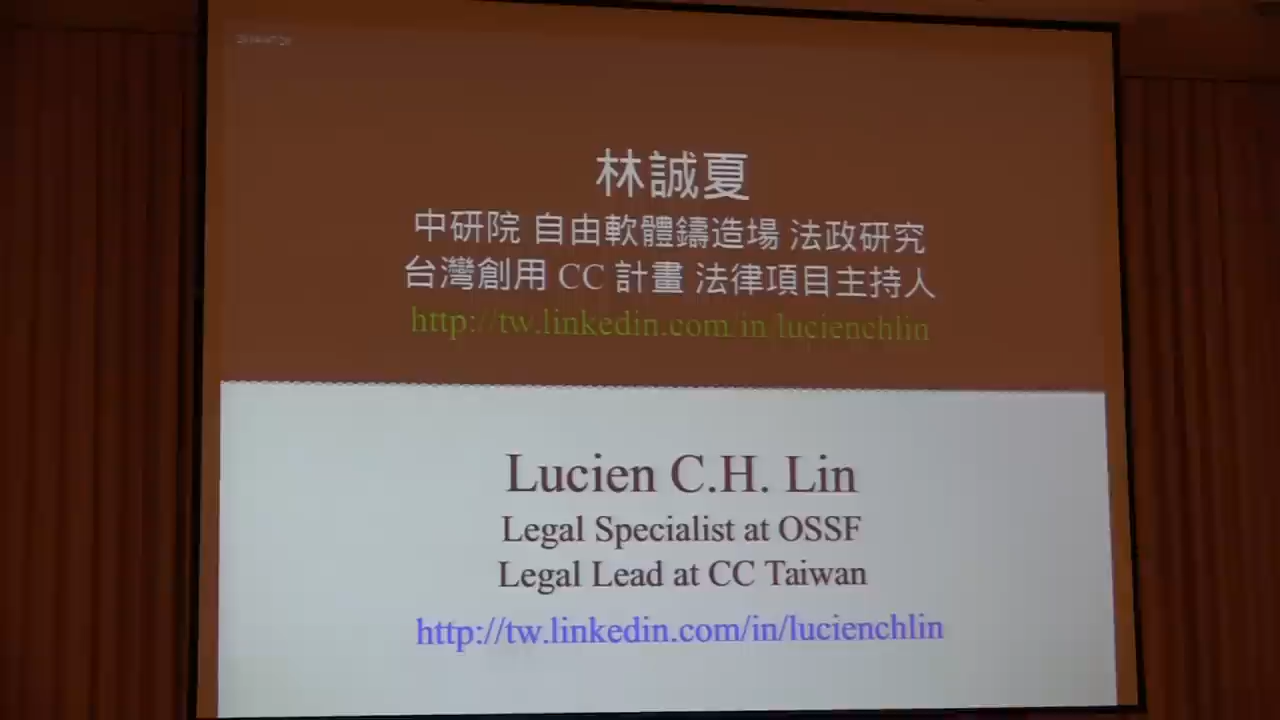 林誠夏
中研院 自由軟體鑄造場 法政研究
台灣創用 CC 計畫 法律項目主持人
http://tw.linkedin.com/in/lucienchlin
Lucien C.H. Lin
Legal Specialist at OSSF
Legal Lead at CC Taiwan
http://tw.linkedin.com/in/lucienchlin